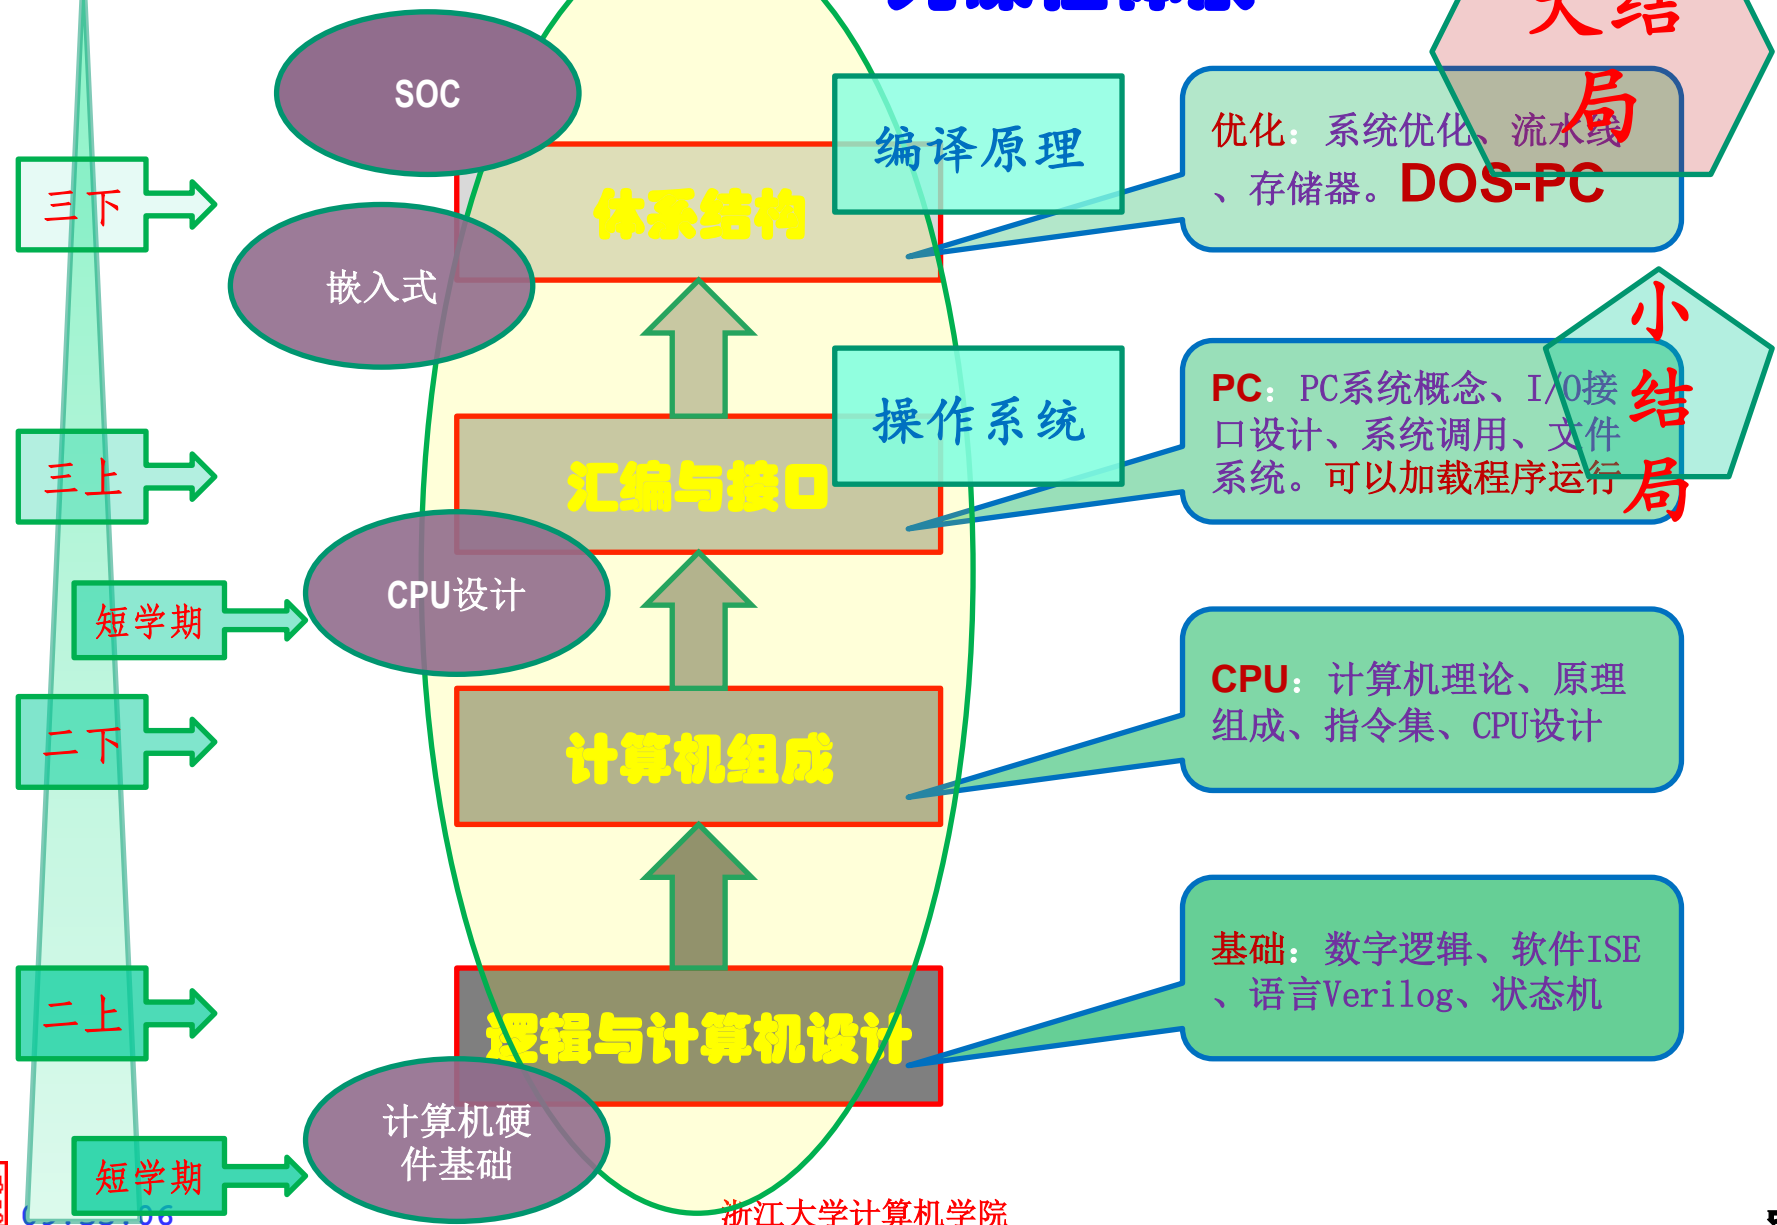 大结
局
SOC
编译原理
优化：系统优化、流水线
、存储器。DOS-PC
三下
体系结构
嵌入式
小
结
局
操作系统
PC：PC系统概念、I/O接
口设计、系统调用、文件
系统。可以加载程序运行
三上
汇编与接口
CPU设计
短学期
CPU：计算机理论、原理
组成、指令集、CPU设计
二下
计算机组成
基础：数字逻辑、软件ISE
、语言Verilog、状态机
二上
逻辑与计算机设计
计算机硬
件基础
短学期
浙江大学计算机学院